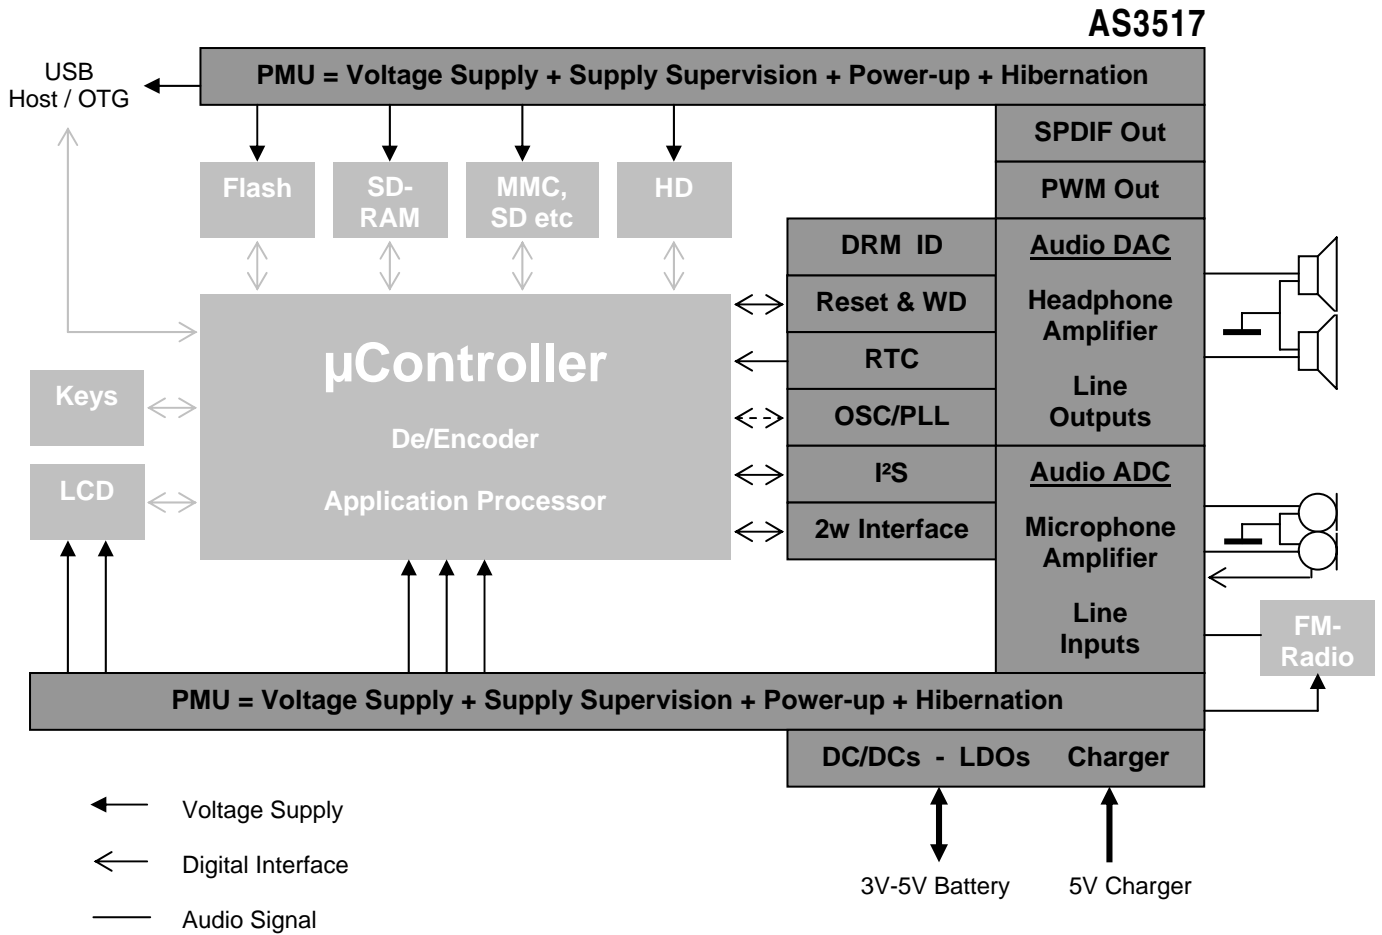 AS3517
PMU = Voltage Supply + Supply Supervision + Power-up + Hibernation
USB
Host / OTG
SPDIF Out
PWM Out
Flash
SD-
RAM
MMC,
SD etc
HD
DRM ID
Reset & WD
RTC
OSC/PLL
I²S
2w Interface
Audio DAC
Headphone
Amplifier
Line
Outputs
Audio ADC
Microphone
Amplifier
Line
Inputs
µController
De/Encoder
Application Processor
Keys
LCD
FM-
Radio
PMU = Voltage Supply + Supply Supervision + Power-up + Hibernation
DC/DCs - LDOs Charger
3V-5V Battery
5V Charger
Voltage Supply
Digital Interface
Audio Signal